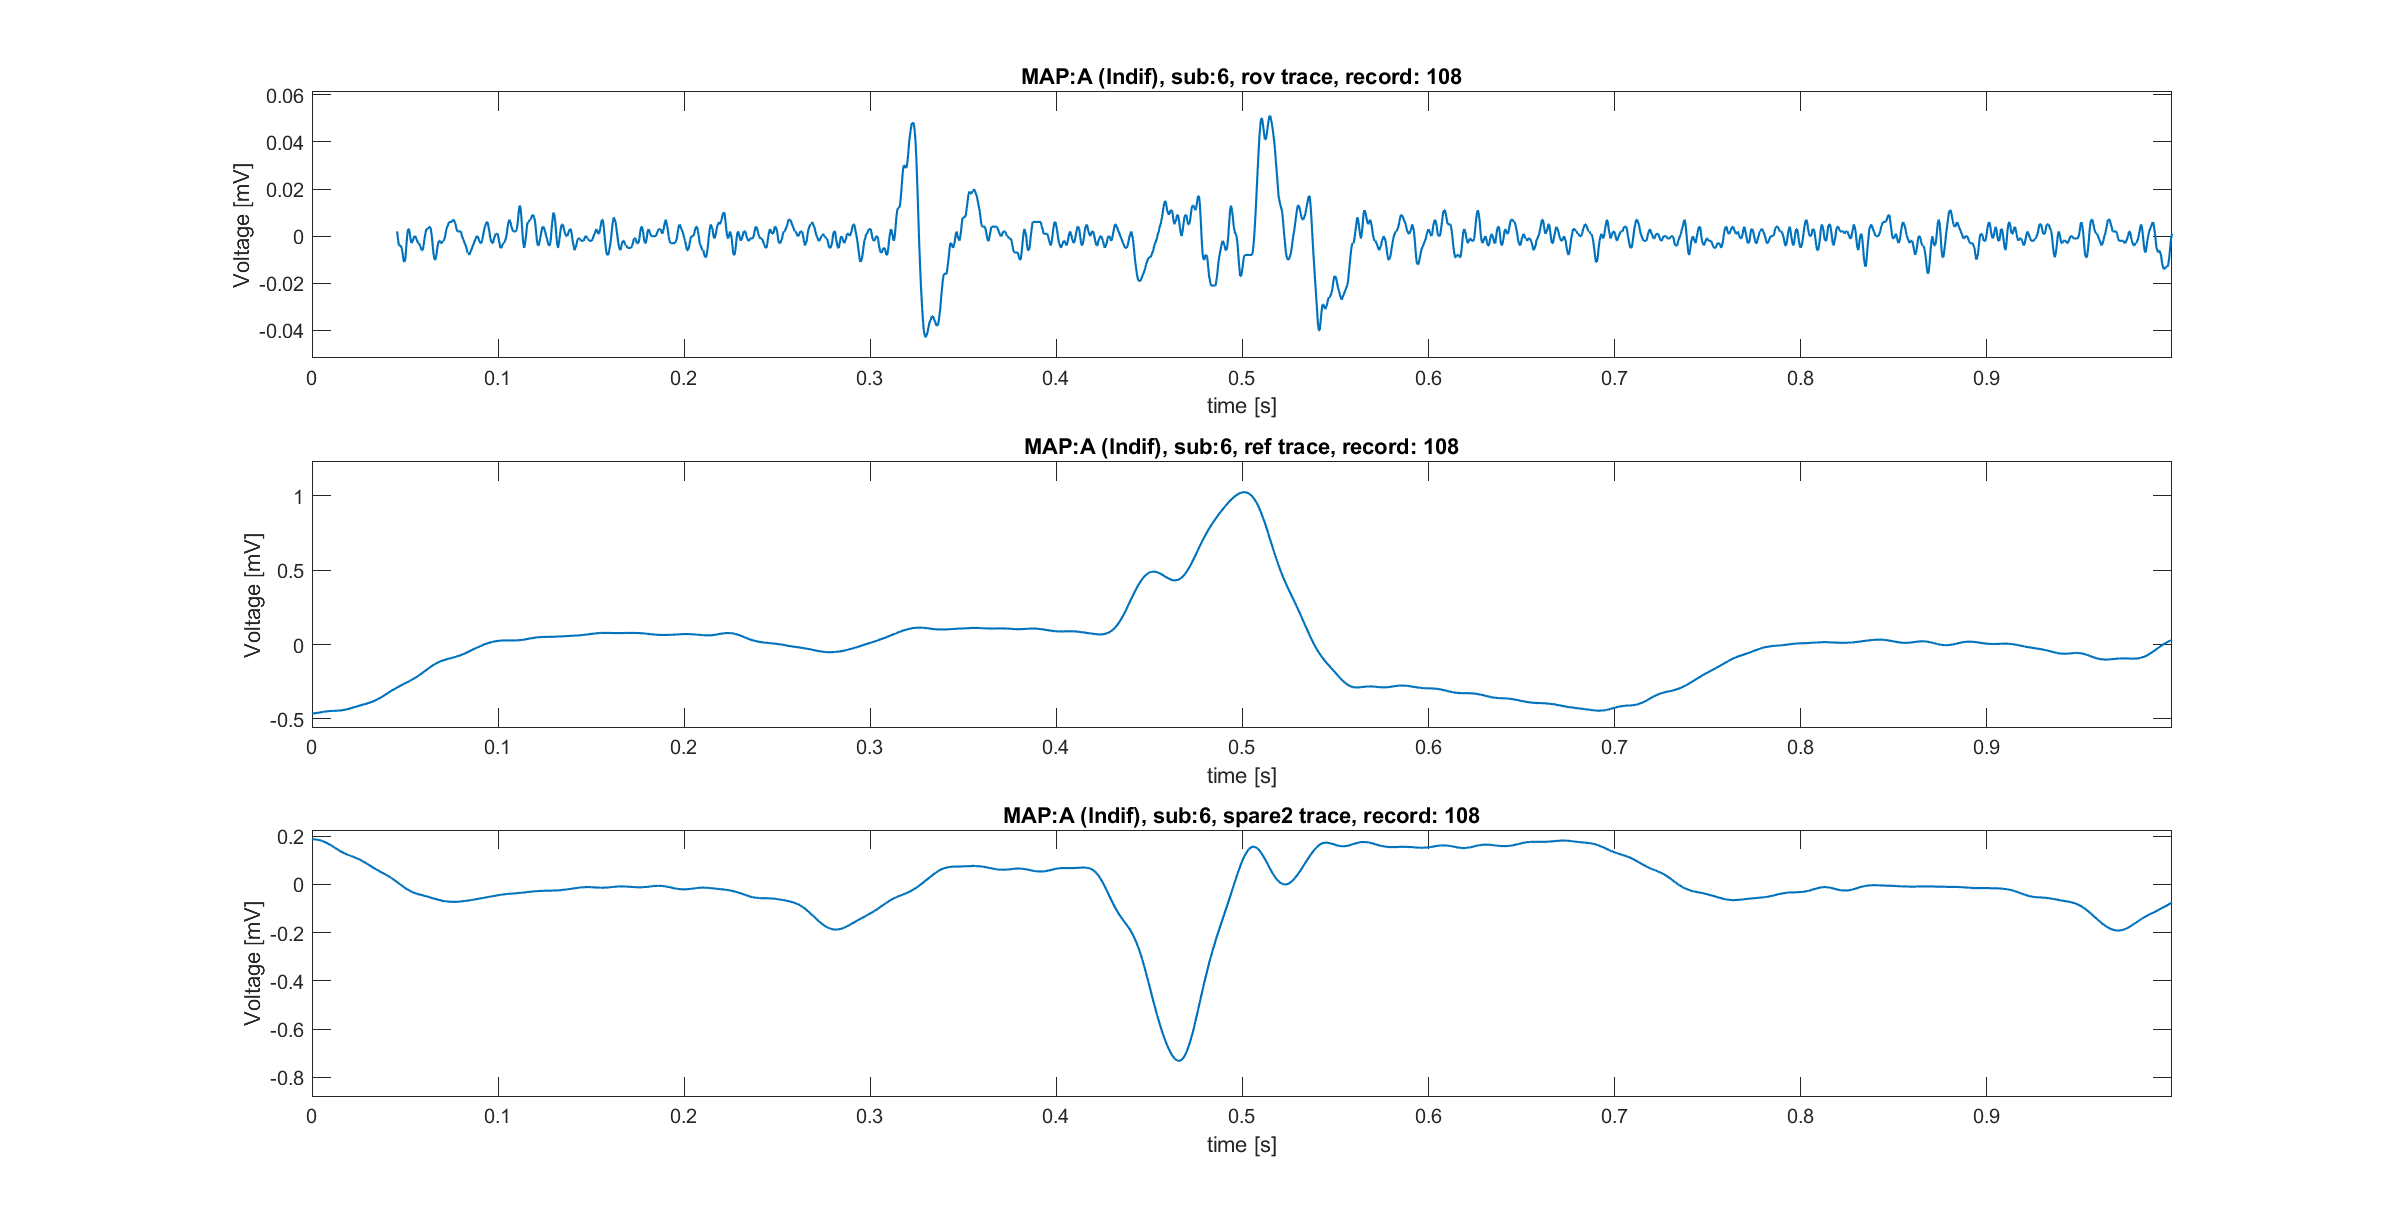 MAP:A (Indif), sub:6, rov trace, record: 108
0.06
0.04
0.02
0
-0.02
-0.04
Voltage [mV]
0 0.1 0.2 0.3 0.4 0.5 0.6 0.7 0.8 0.9
time [s]
MAP:A (Indif), sub:6, ref trace, record: 108
1
0.5
0
-0.5
Voltage [mV]
0 0.1 0.2 0.3 0.4 0.5 0.6 0.7 0.8 0.9
time [s]
MAP:A (Indif), sub:6, spare2 trace, record: 108
0.2
0
-0.2
-0.4
-0.6
-0.8
Voltage [mV]
0 0.1 0.2 0.3 0.4 0.5 0.6 0.7 0.8 0.9
time [s]